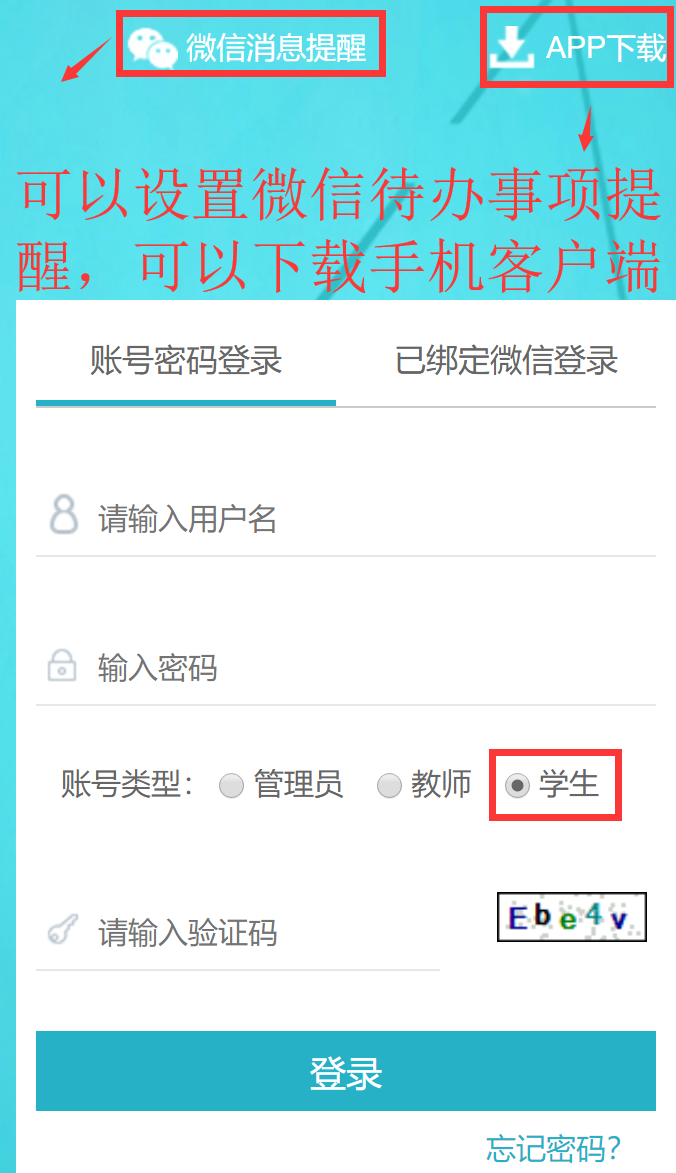 微信消息提醒 APP下载
可以设置微信待办事项提
醒，可以下载手机客户端
账号密码登录 已绑定微信登录
请输入用户名
输入密码
账号类型： 管理员 教师 学生
请输入验证码 Ebe4v
登录
忘记密码?